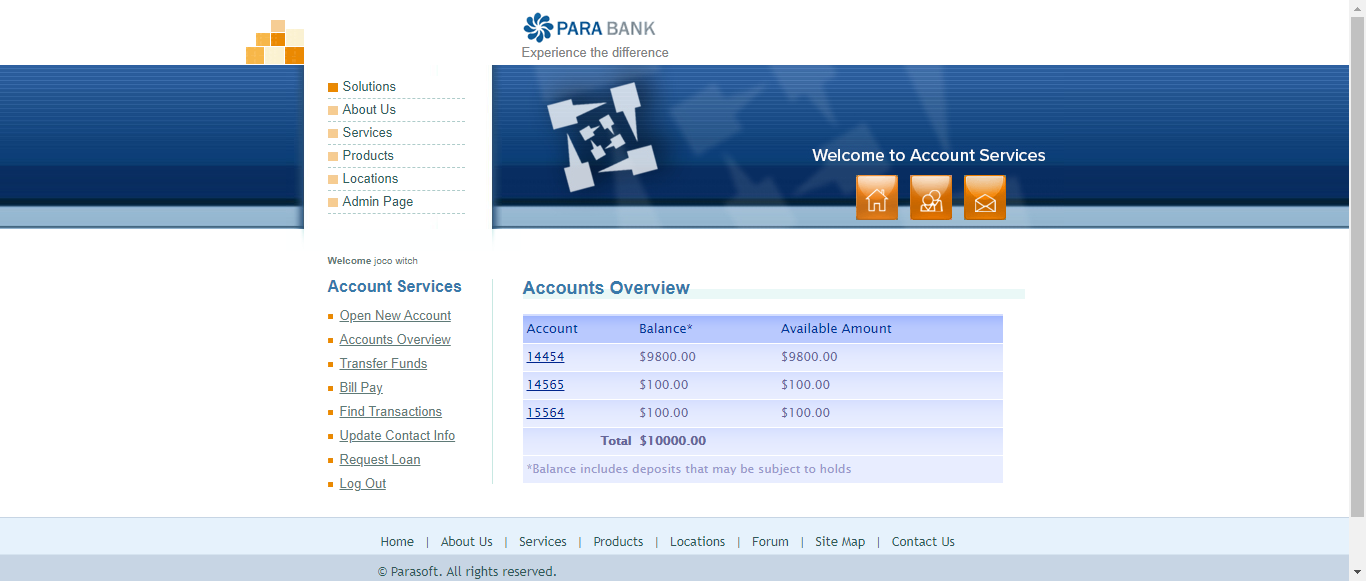 PARA BANK
Experience the difference
Solutions
About Us
Services
Products
Locations
Admin Page
Welcome to Account Services
Welcome joco witch
Account Services
Open New Account
Accounts Overview
Transfer Funds
Bill Pay
Find Transactions
Update Contact Info
Request Loan
Log Out
Accounts Overview
Account Balance* Available Amount
14454 $9800.00 $9800.00
14565 $100.00 $100.00
15564 $100.00 $100.00
Total $10000.00
*Balance includes deposits that may be subject to holds
Home | About Us | Services | Products | Locations | Forum | Site Map | Contact Us
© Parasoft. All rights reserved.